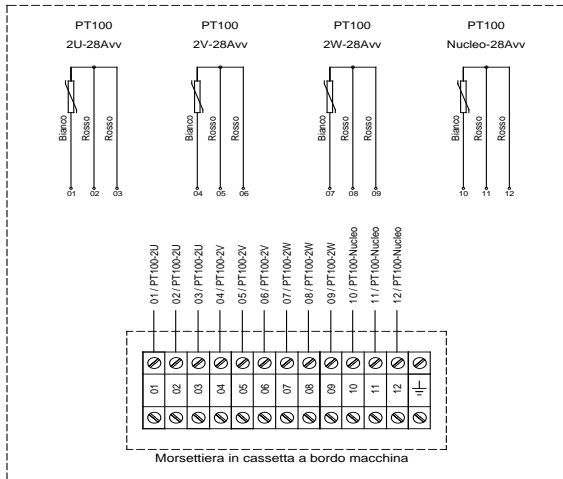 PT100 PT100 PT100 PT100
2U-28Avv 2V-28Avv 2W-28Avv Nucleo-28Avv
Bianco Rosso Rosso Bianco Rosso Rosso Bianco Rosso Rosso Bianco Rosso Rosso
01 02 03 04 05 06 07 08 09 10 11 12
01 / PT100-2U
02 / PT100-2U
03 / PT100-2U
04 / PT100-2V
05 / PT100-2V
06 / PT100-2V
07 / PT100-2W
08 / PT100-2W
09 / PT100-2W
10 / PT100-Nucleo
11 / PT100-Nucleo
12 / PT100-Nucleo
01 02 03 04 05 06 07 08 09 10 11 12
Morsettiera in cassetta a bordo macchina